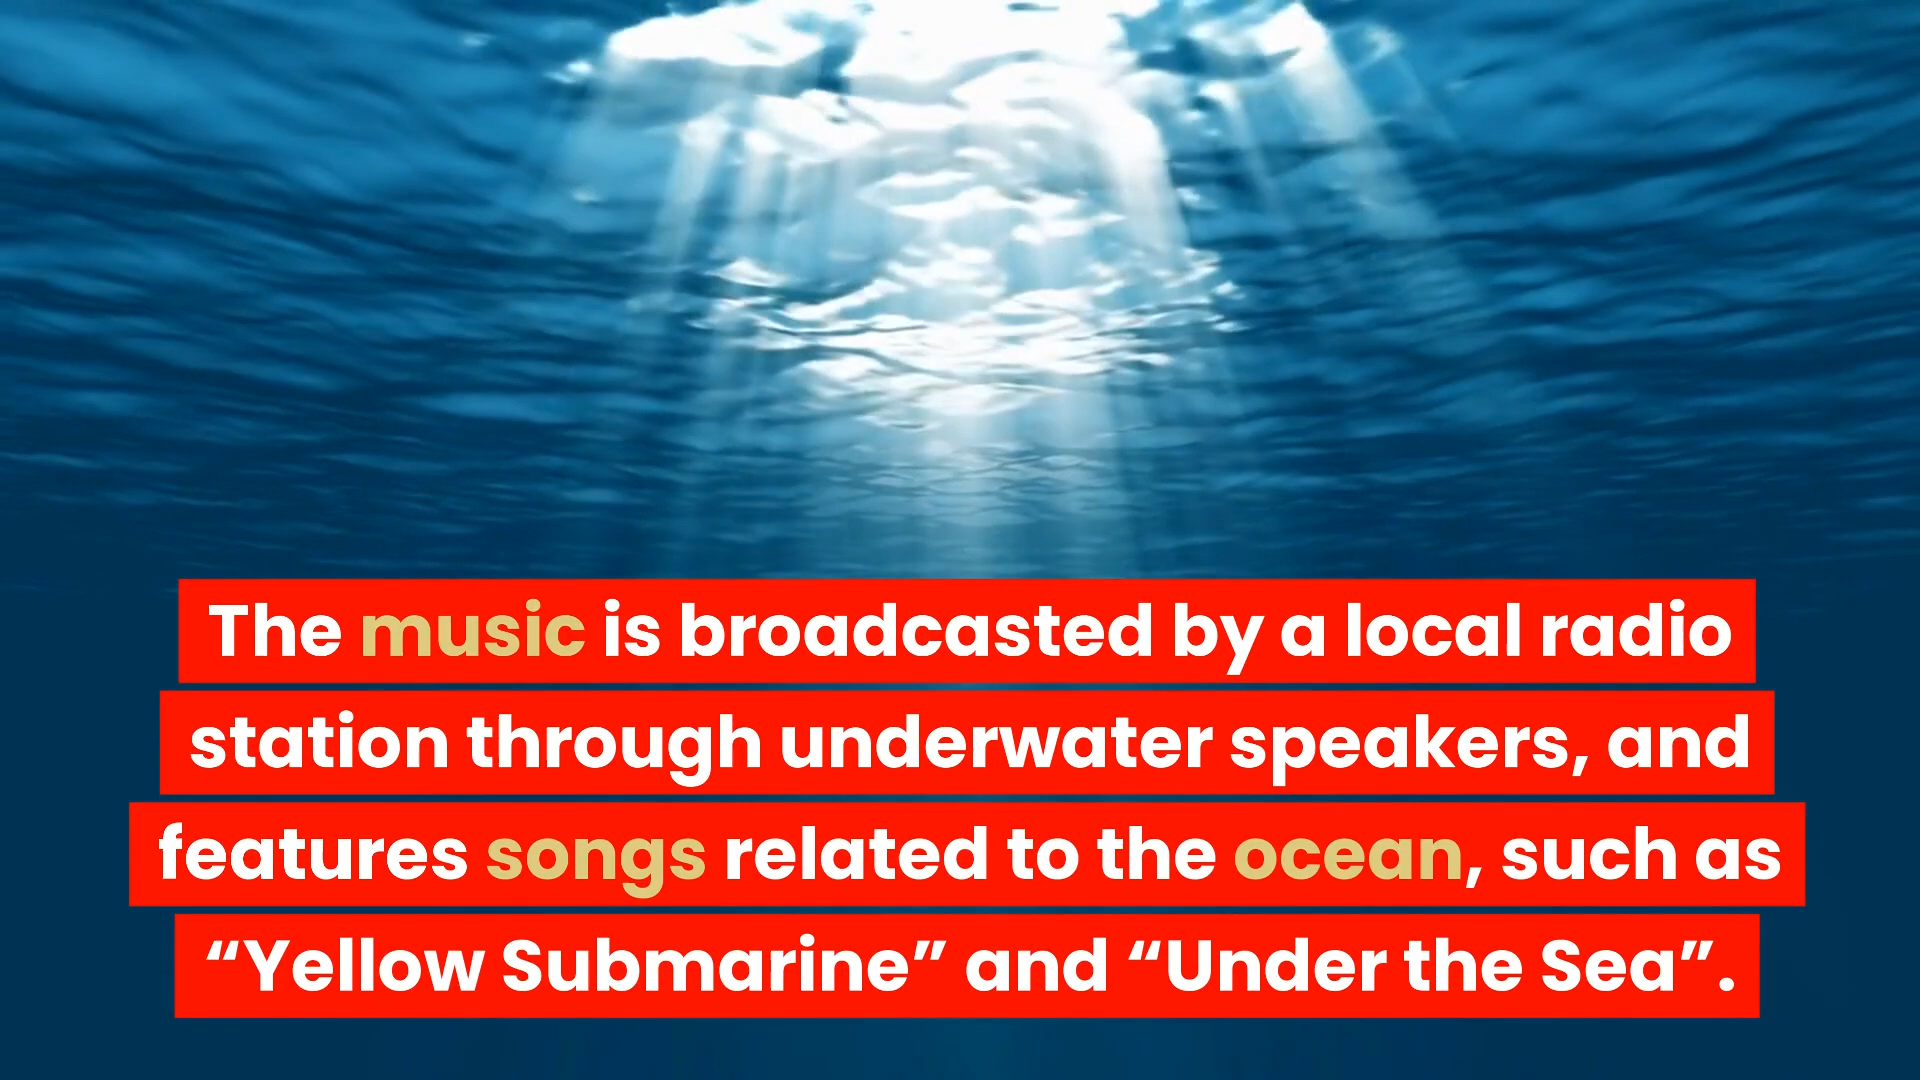 The music is broadcasted by a local radio
station through underwater speakers, and
features songs related to the ocean, such as
“Yellow Submarine” and “Under the Sea”.